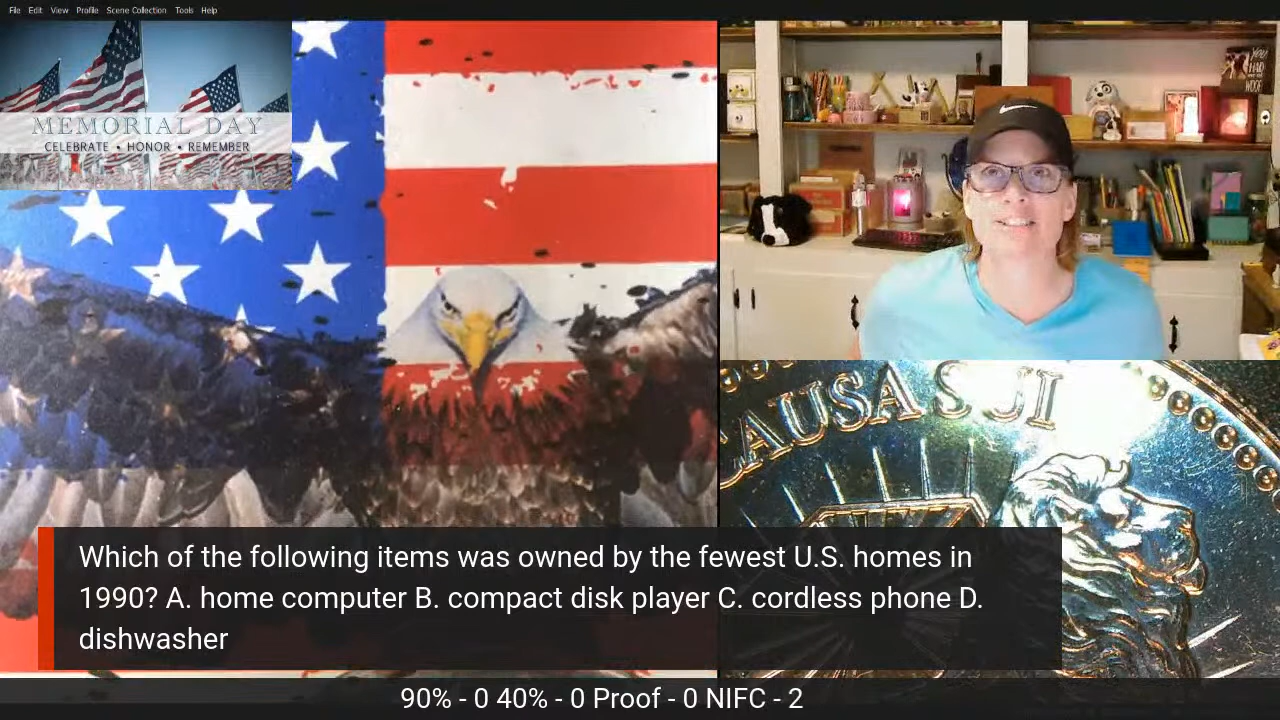 File Edit View Profile Scene Collection Tools Help
MEMORIAL DAY
CELEBRATE • HONOR • REMEMBER
CAUSA SUI
Which of the following items was owned by the fewest U.S. homes in
1990? A. home computer B. compact disk player C. cordless phone D.
dishwasher
90% - 0 40% - 0 Proof - 0 NIFC - 2